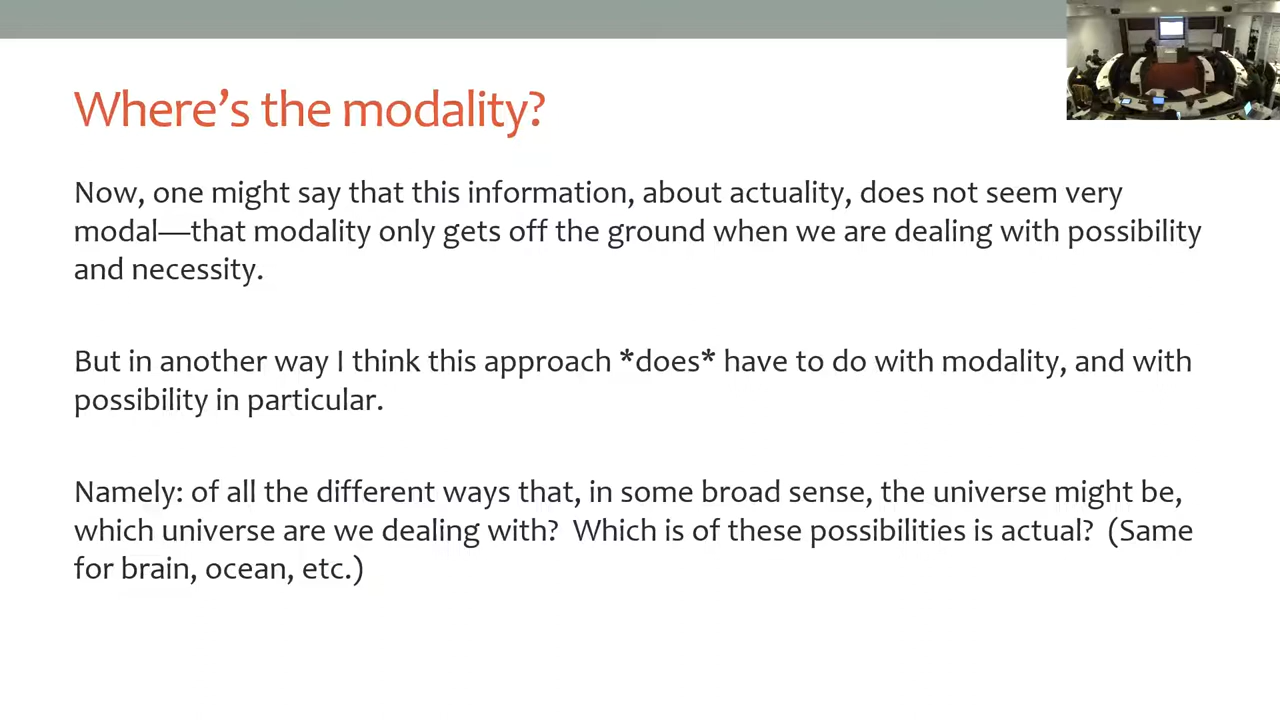 Where's the modality?
Now, one might say that this information, about actuality, does not seem very
modal—that modality only gets off the ground when we are dealing with possibility
and necessity.
But in another way I think this approach *does* have to do with modality, and with
possibility in particular.
Namely: of all the different ways that, in some broad sense, the universe might be,
which universe are we dealing with?  Which is of these possibilities is actual?  (Same
for brain, ocean, etc.)